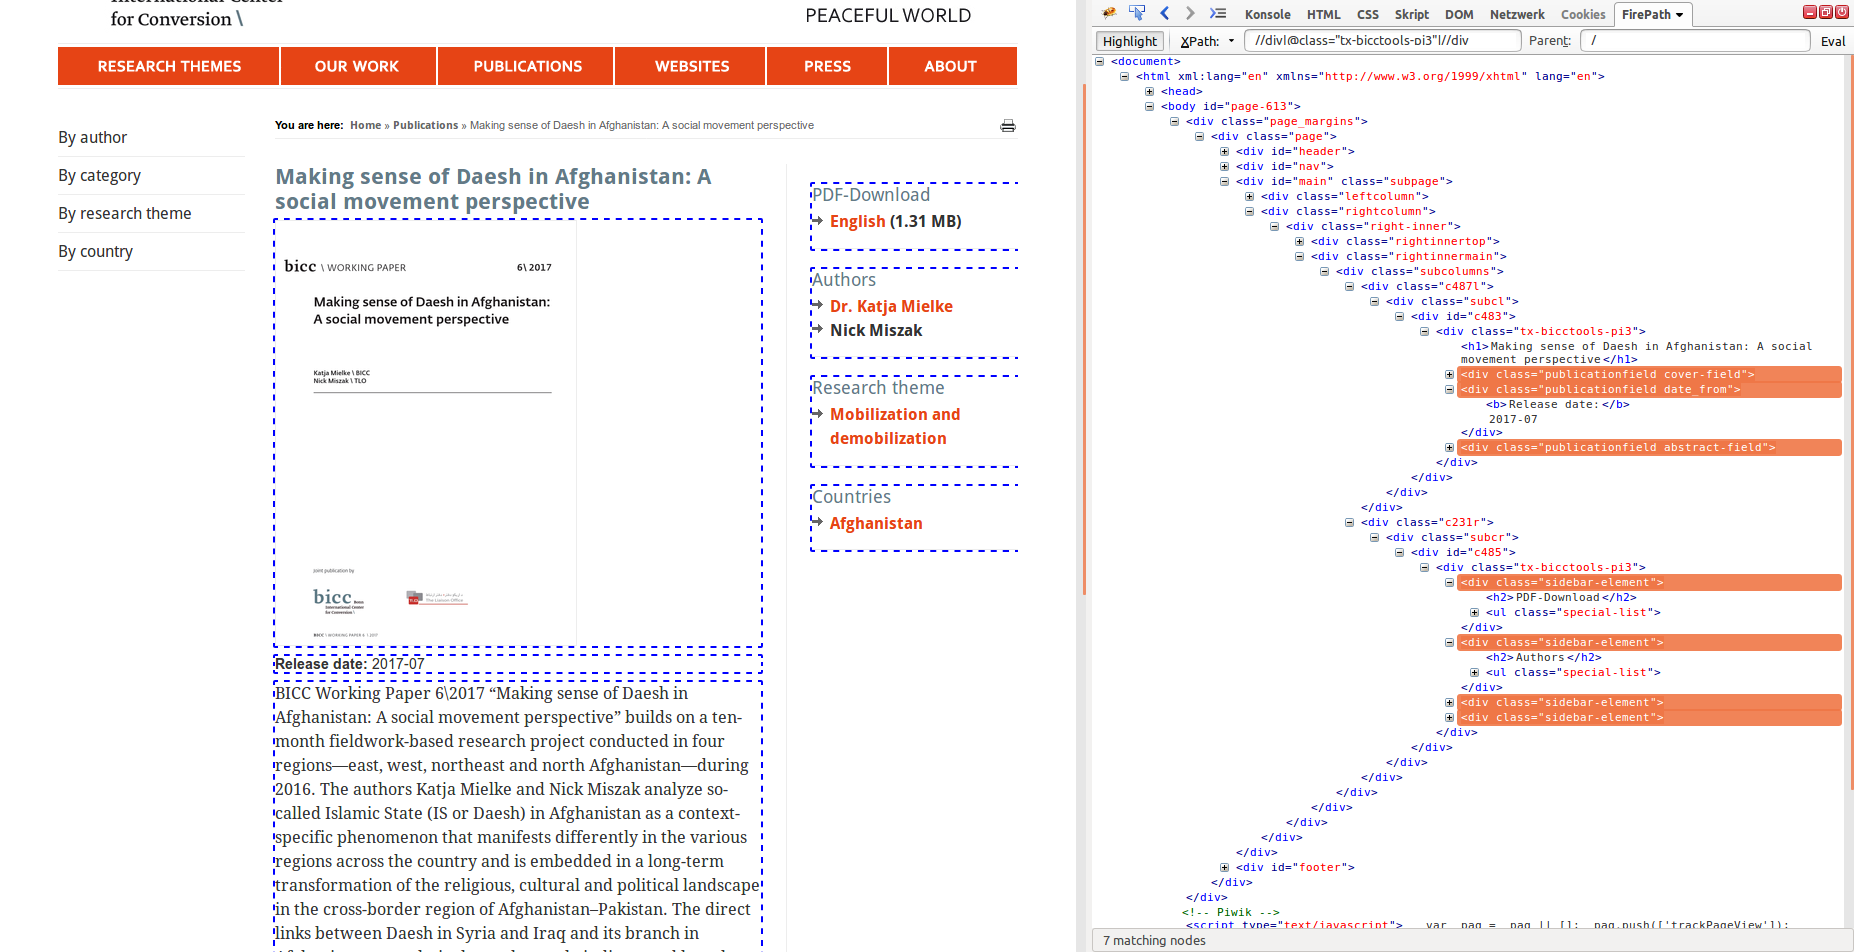 for Conversion \
PEACEFUL WORLD
RESEARCH THEMES
OUR WORK
PUBLICATIONS
WEBSITES
PRESS
ABOUT
By author
By category
By research theme
By country
You are here: Home » Publications » Making sense of Daesh in Afghanistan: A social movement perspective
Making sense of Daesh in Afghanistan: A
social movement perspective
bicc \ WORKING PAPER 6\ 2017
Making sense of Daesh in Afghanistan:
A social movement perspective
Katja Mielke \ BICC
Nick Miszak \ TLO
Joint publication by
bicc Bonn
International Center
for Conversion \
The Liaison Office
BICC \ WORKING PAPER 6 \ 2017
Release date: 2017-07
BICC Working Paper 6\2017 “Making sense of Daesh in
Afghanistan: A social movement perspective” builds on a ten-
month fieldwork-based research project conducted in four
regions—east, west, northeast and north Afghanistan—during
2016. The authors Katja Mielke and Nick Miszak analyze so-
called Islamic State (IS or Daesh) in Afghanistan as a context-
specific phenomenon that manifests differently in the various
regions across the country and is embedded in a long-term
transformation of the religious, cultural and political landscape
in the cross-border region of Afghanistan–Pakistan. The direct
links between Daesh in Syria and Iraq and its branch in
PDF-Download
English (1.31 MB)
Authors
Dr. Katja Mielke
Nick Miszak
Research theme
Mobilization and
demobilization
Countries
Afghanistan
Konsole HTML CSS Skript DOM Netzwerk Cookies FirePath
Highlight XPath: //div[@class="tx-bicctools-pi3"]//div Parent: / Eval
<document>
<html xml:lang="en" xmlns="http://www.w3.org/1999/xhtml" lang="en">
<head>
<body id="page-613">
<div class="page_margins">
<div class="page">
<div id="header">
<div id="nav">
<div id="main" class="subpage">
<div class="leftcolumn">
<div class="rightcolumn">
<div class="right-inner">
<div class="rightinnertop">
<div class="rightinnermain">
<div class="subcolumns">
<div class="c487l">
<div class="subcl">
<div id="c483">
<div class="tx-bicctools-pi3">
<h1>Making sense of Daesh in Afghanistan: A social
movement perspective</h1>
<div class="publicationfield cover-field">
<div class="publicationfield date_from">
<b>Release date:</b>
2017-07
</div>
<div class="publicationfield abstract-field">
</div>
</div>
</div>
</div>
<div class="c231r">
<div class="subcr">
<div id="c485">
<div class="tx-bicctools-pi3">
<div class="sidebar-element">
<h2>PDF-Download</h2>
<ul class="special-list">
</div>
<div class="sidebar-element">
<h2>Authors</h2>
<ul class="special-list">
</div>
<div class="sidebar-element">
<div class="sidebar-element">
</div>
</div>
</div>
</div>
</div>
</div>
</div>
</div>
</div>
<div id="footer">
</div>
</div>
<!-- Piwik -->
<script type="text/javascript"> var _paq = _paq || []; _paq.push(['trackPageView']);
7 matching nodes